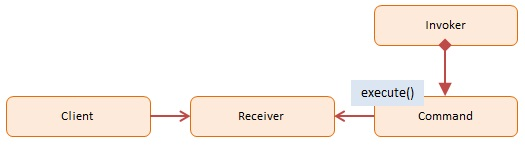 Invoker
execute()
Client
Receiver
Command